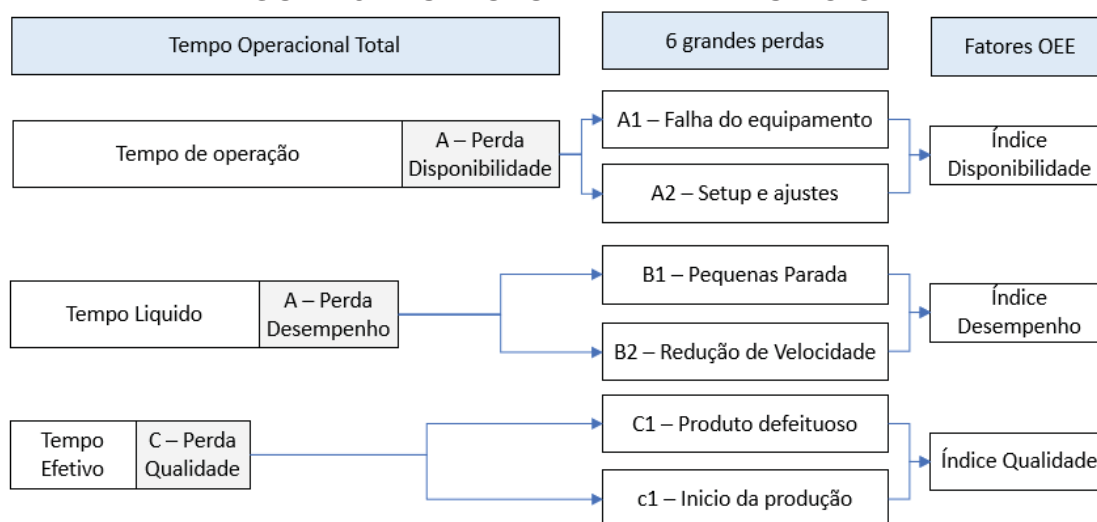 Tempo Operacional Total
6 grandes perdas
Fatores OEE
Tempo de operação
A – Perda
Disponibilidade
A1 – Falha do equipamento
A2 – Setup e ajustes
Índice
Disponibilidade
Tempo Liquido
A – Perda
Desempenho
B1 – Pequenas Parada
B2 – Redução de Velocidade
Índice
Desempenho
Tempo
Efetivo
C – Perda
Qualidade
C1 – Produto defeituoso
c1 – Inicio da produção
Índice Qualidade